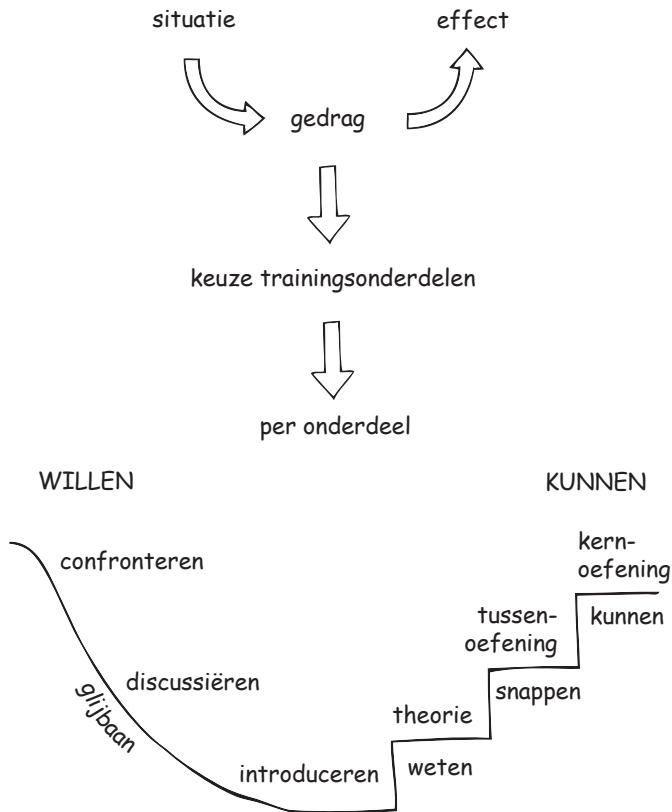 situatie
effect
gedrag
keuze trainingsonderdelen
per onderdeel
WILLEN
KUNNEN
confronteren
discussiëren
glijbaan
introduceren
theorie
weten
tussen-
oefening
snappen
kern-
oefening
kunnen